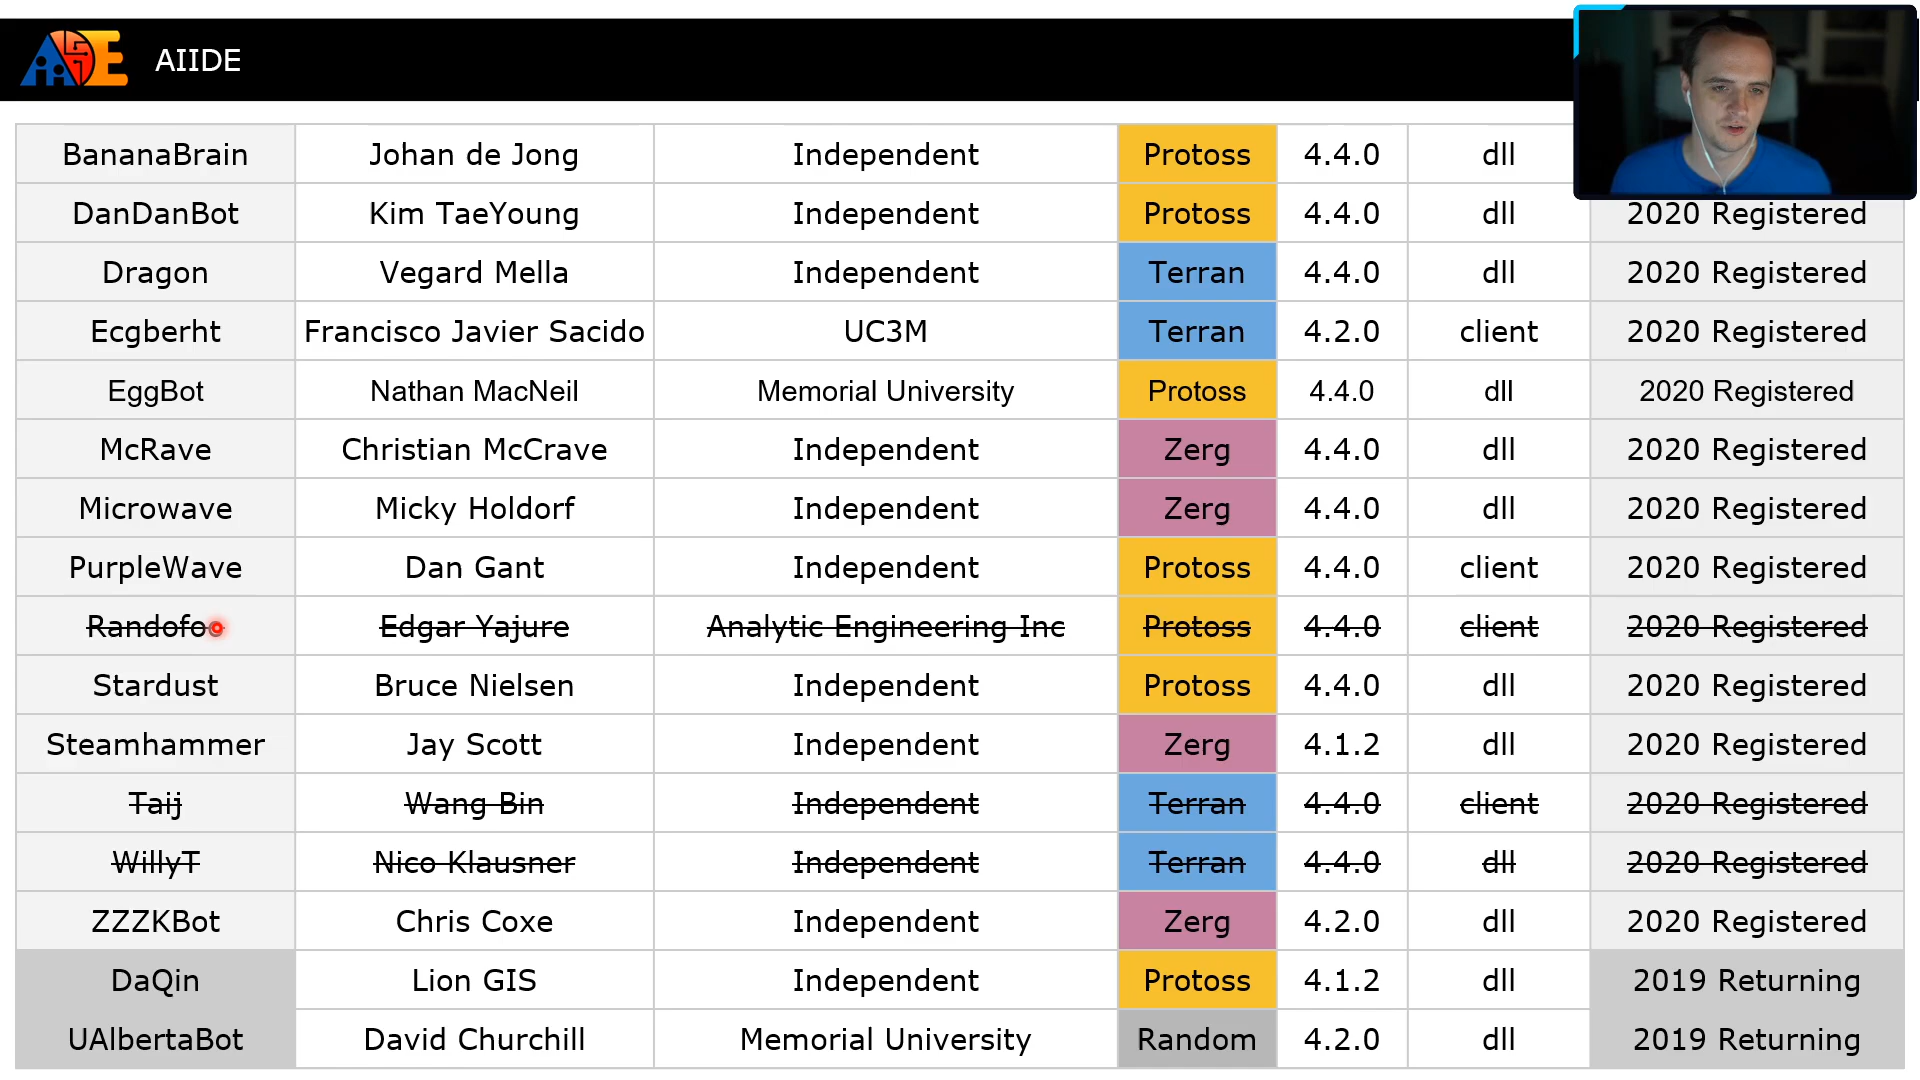 AIIDE
BananaBrain Johan de Jong Independent Protoss 4.4.0 dll
DanDanBot Kim TaeYoung Independent Protoss 4.4.0 dll 2020 Registered
Dragon Vegard Mella Independent Terran 4.4.0 dll 2020 Registered
Ecgberht Francisco Javier Sacido UC3M Terran 4.2.0 client 2020 Registered
EggBot Nathan MacNeil Memorial University Protoss 4.4.0 dll 2020 Registered
McRave Christian McCrave Independent Zerg 4.4.0 dll 2020 Registered
Microwave Micky Holdorf Independent Zerg 4.4.0 dll 2020 Registered
PurpleWave Dan Gant Independent Protoss 4.4.0 client 2020 Registered
Edgar Yajure Analytic Engineering Inc Protoss 4.4.0 client 2020 Registered
Stardust Bruce Nielsen Independent Protoss 4.4.0 dll 2020 Registered
Steamhammer Jay Scott Independent Zerg 4.1.2 dll 2020 Registered
Taij Wang Bin Independent Terran 4.4.0 client 2020 Registered
WillyT Nico Klausner Independent Terran 4.4.0 dll 2020 Registered
ZZZKBot Chris Coxe Independent Zerg 4.2.0 dll 2020 Registered
DaQin Lion GIS Independent Protoss 4.1.2 dll 2019 Returning
UAlbertaBot David Churchill Memorial University Random 4.2.0 dll 2019 Returning